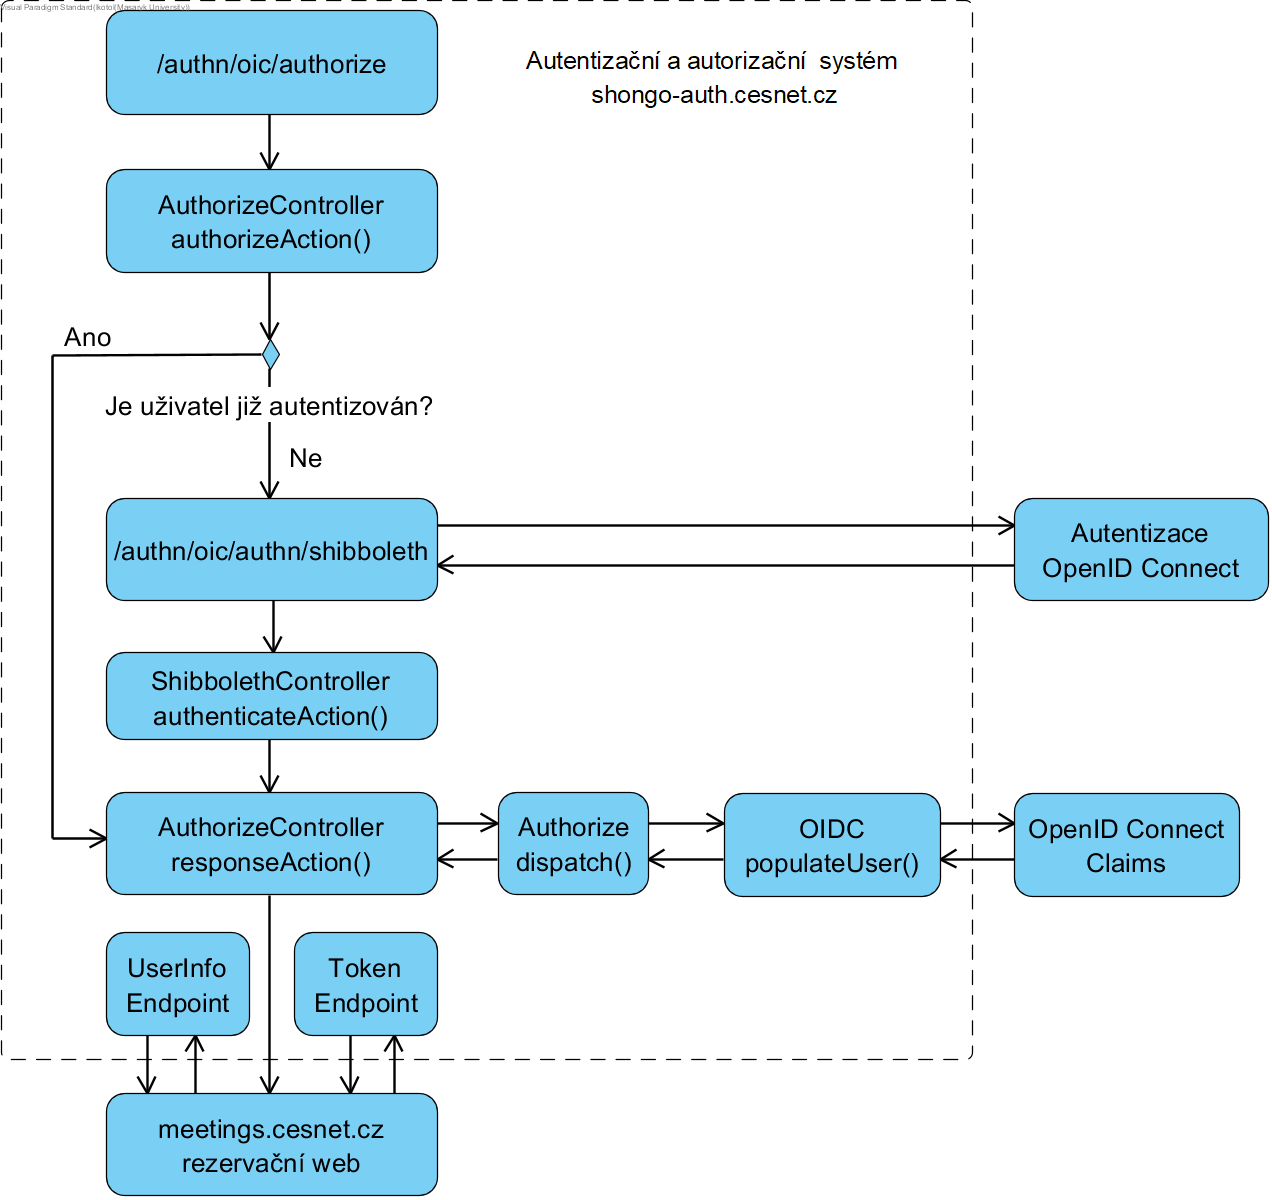 Visual Paradigm Standard(Ikotol(Masaryk University))
/authn/oic/authorize
Autentizační a autorizační systém
shongo-auth.cesnet.cz
AuthorizeController
authorizeAction()
Ano
Je uživatel již autentizován?
Ne
/authn/oic/authn/shibboleth
Autentizace
OpenID Connect
ShibbolethController
authenticateAction()
AuthorizeController
responseAction()
Authorize
dispatch()
OIDC
populateUser()
OpenID Connect
Claims
UserInfo
Endpoint
Token
Endpoint
meetings.cesnet.cz
rezervační web